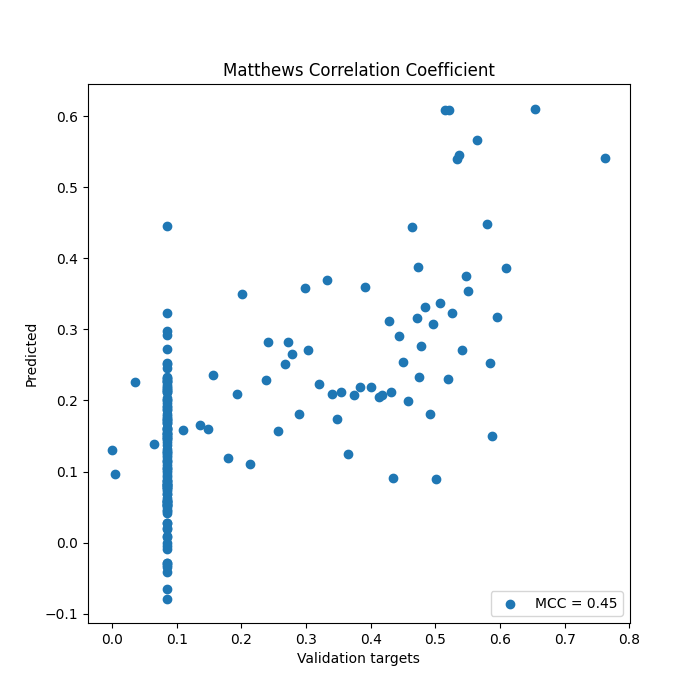 Matthews Correlation Coefficient
0.6
0.5
0.4
0.3
0.2
0.1
0.0
−0.1
Predicted
MCC = 0.45
0.0 0.1 0.2 0.3 0.4 0.5 0.6 0.7 0.8
Validation targets